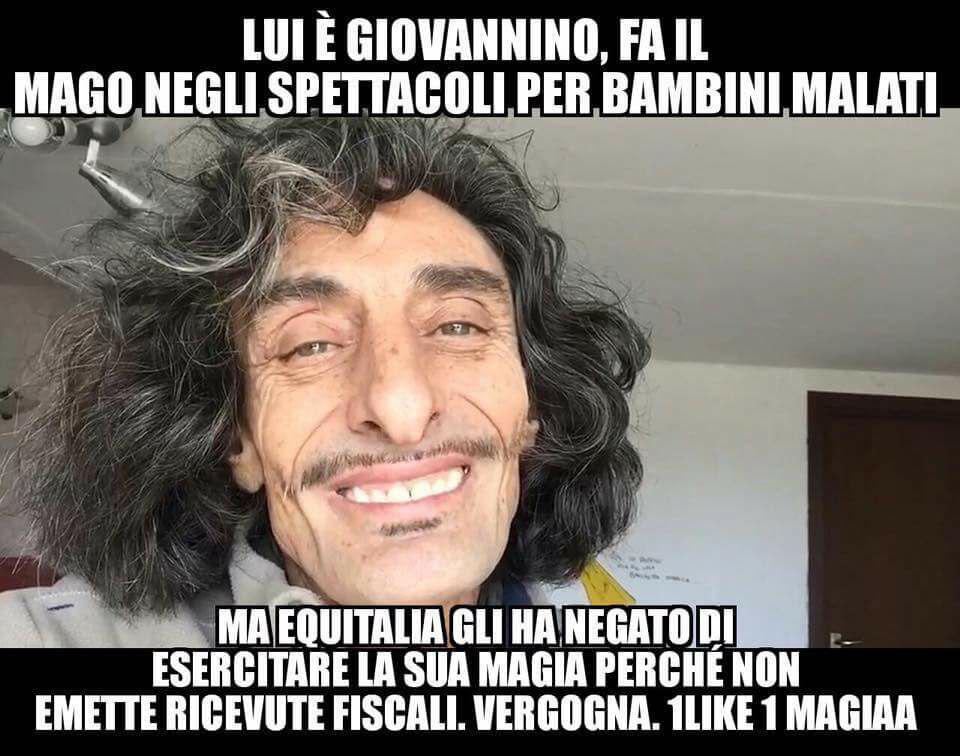 LUI È GIOVANNINO, FA IL
MAGO NEGLI SPETTACOLI PER BAMBINI MALATI
MA EQUITALIA GLI HA NEGATO DI
ESERCITARE LA SUA MAGIA PERCHÉ NON
EMETTE RICEVUTE FISCALI. VERGOGNA. 1LIKE 1 MAGIAA